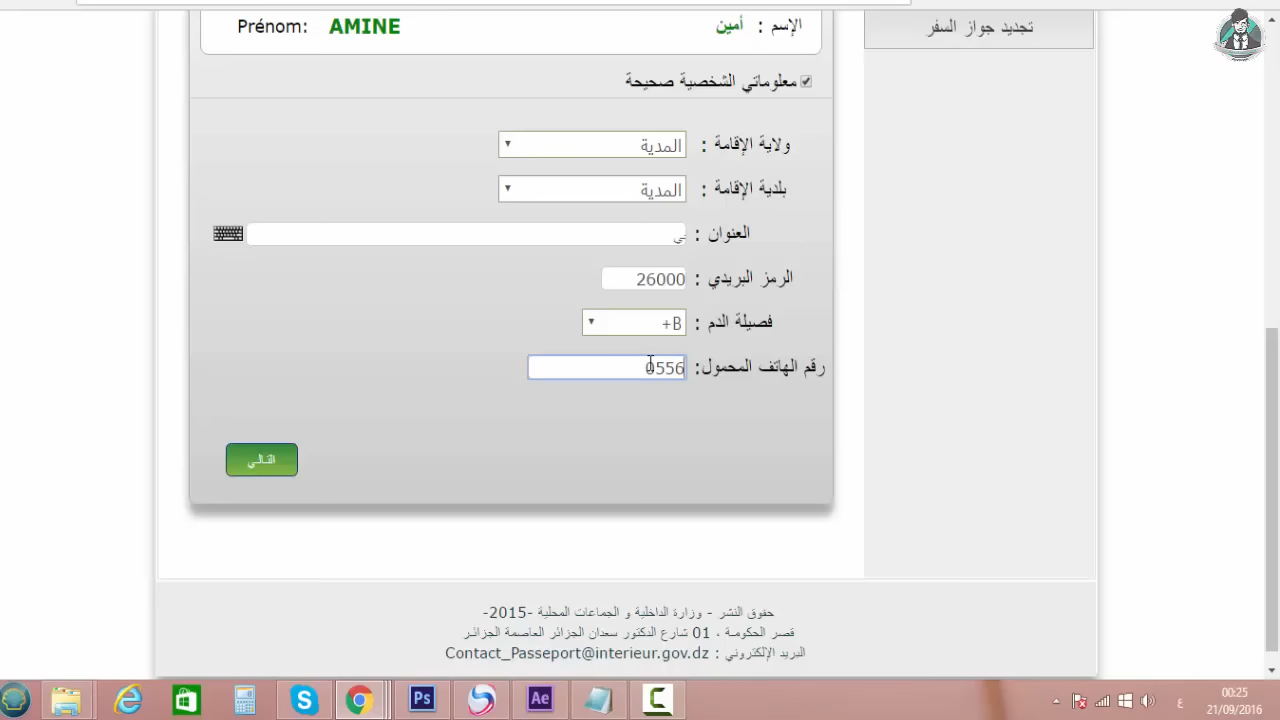 تجديد جواز السفر
Prénom: AMINE
الإسم : أمين
معلوماتي الشخصية صحيحة
ولاية الإقامة : المدية
بلدية الإقامة : المدية
العنوان :
الرمز البريدي : 26000
فصيلة الدم : B+
رقم الهاتف المحمول: 0556
التالي
حقوق النشر - وزارة الداخلية و الجماعات المحلية -2015-
قصر الحكومة ، 01 شارع الدكتور سعدان الجزائر العاصمة الجزائر
البريد الإلكتروني : Contact_Passeport@interieur.gov.dz
Ps
Ae
ع
00:25
21/09/2016